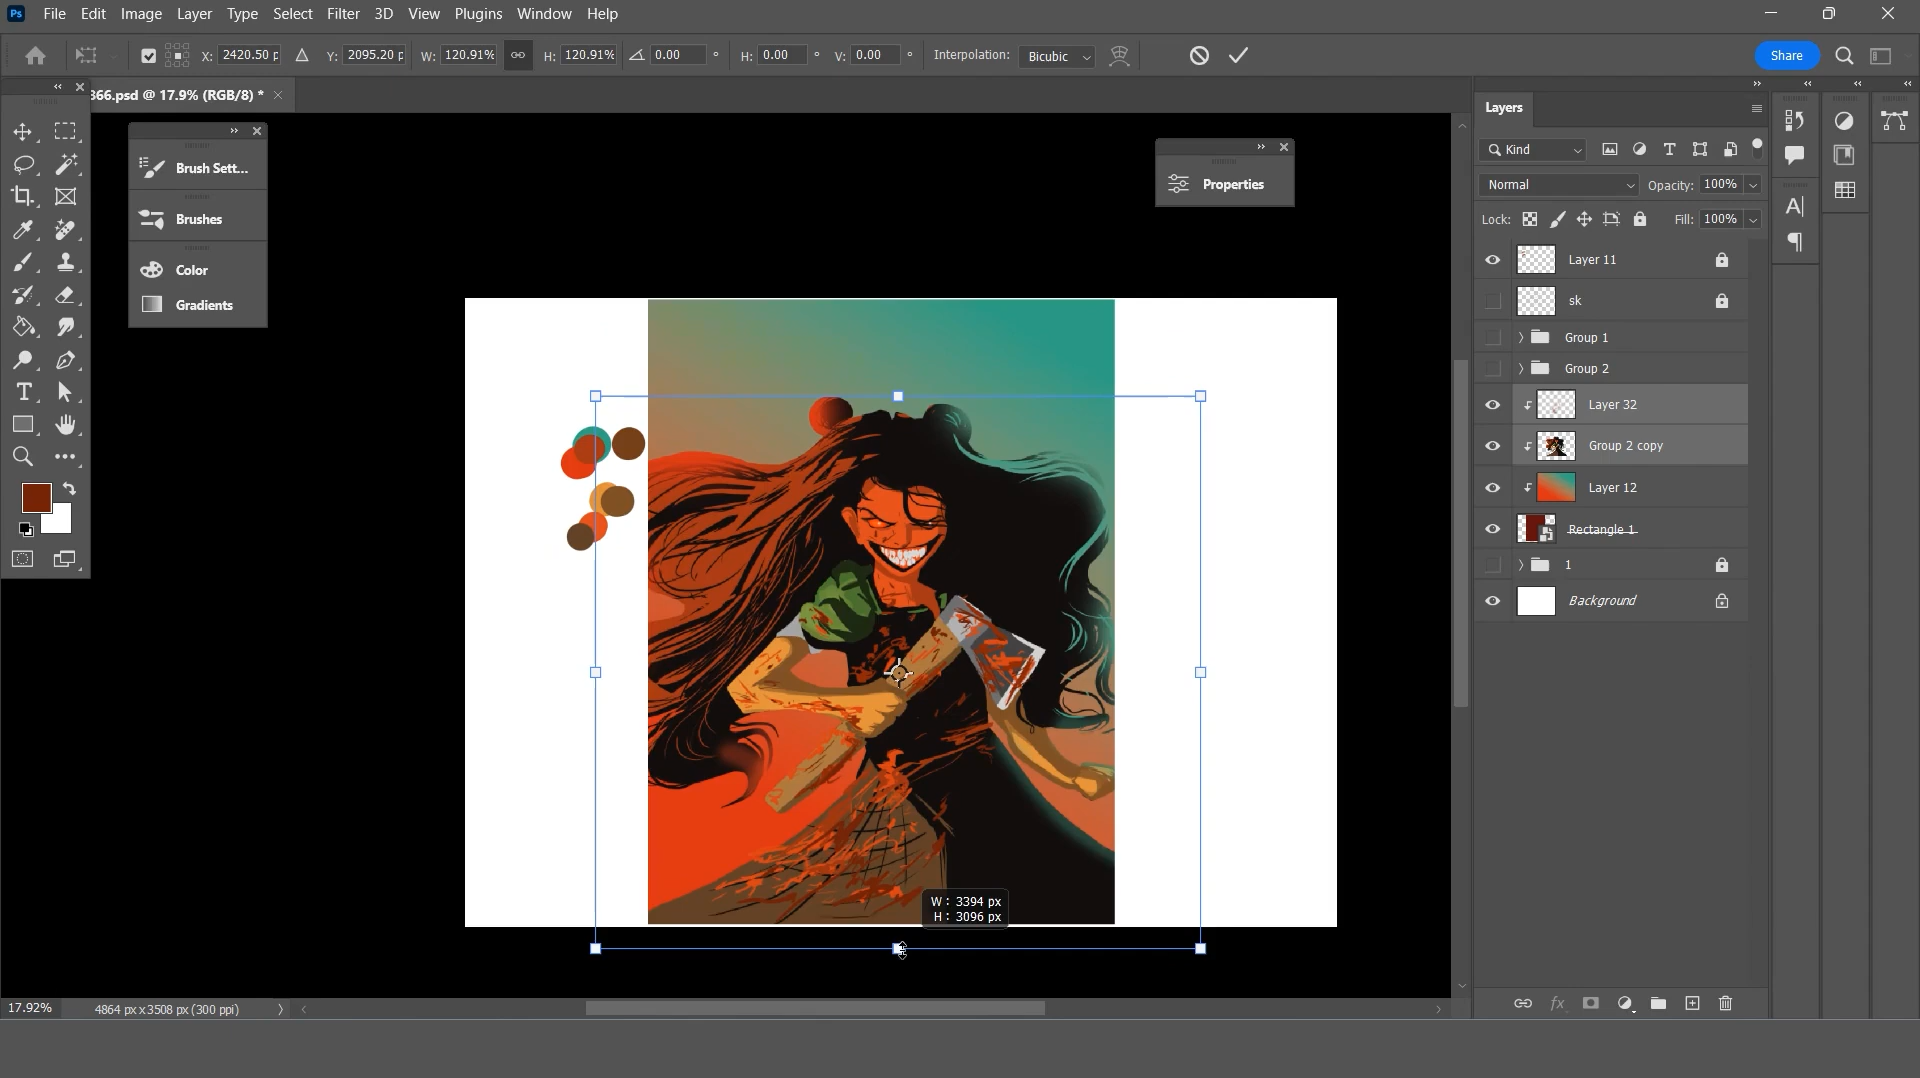 Ps File Edit Image Layer Type Select Filter 3D View Plugins Window Help
X: 2420.50 p Y: 2095.20 p W: 120.91% H: 120.91% 0.00 ° H: 0.00 ° V: 0.00 ° Interpolation: Bicubic Share
366.psd @ 17.9% (RGB/8) *
Brush Sett...
Brushes
Color
Gradients
Properties
W: 3394 px
H: 3096 px
Layers
Kind
Normal Opacity: 100%
Lock: Fill: 100%
Layer 11
sk
Group 1
Group 2
Layer 32
Group 2 copy
Layer 12
Rectangle 1
1
Background
fx
17.92% 4864 px x 3508 px (300 ppi)